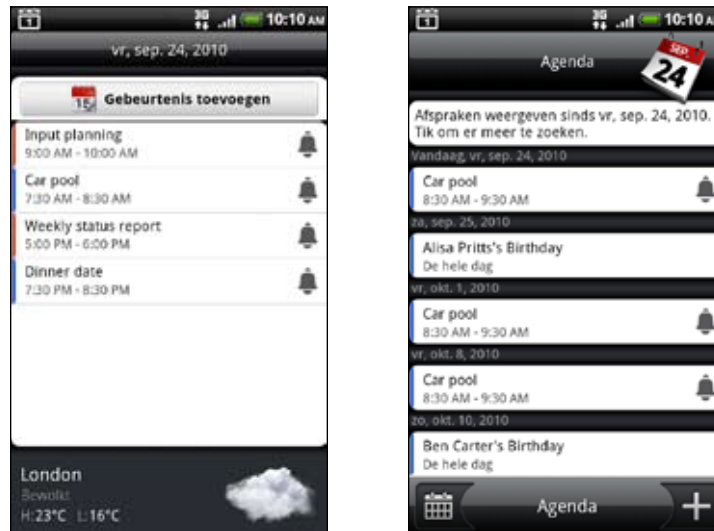 1
3G
10:10 AM
vr, sep. 24, 2010
15
Gebeurtenis toevoegen
Input planning
9:00 AM - 10:00 AM
Car pool
7:30 AM - 8:30 AM
Weekly status report
5:00 PM - 6:00 PM
Dinner date
7:30 PM - 8:30 PM
London
Bewolkt
H:23°C L:16°C
1
3G
10:10 A
Agenda
SEP.
24
Afspraken weergeven sinds vr, sep. 24, 2010.
Tik om er meer te zoeken.
Vandaag, vr, sep. 24, 2010
Car pool
8:30 AM - 9:30 AM
za, sep. 25, 2010
Alisa Pritts's Birthday
De hele dag
vr, okt. 1, 2010
Car pool
8:30 AM - 9:30 AM
vr, okt. 8, 2010
Car pool
8:30 AM - 9:30 AM
zo, okt. 10, 2010
Ben Carter's Birthday
De hele dag
Agenda